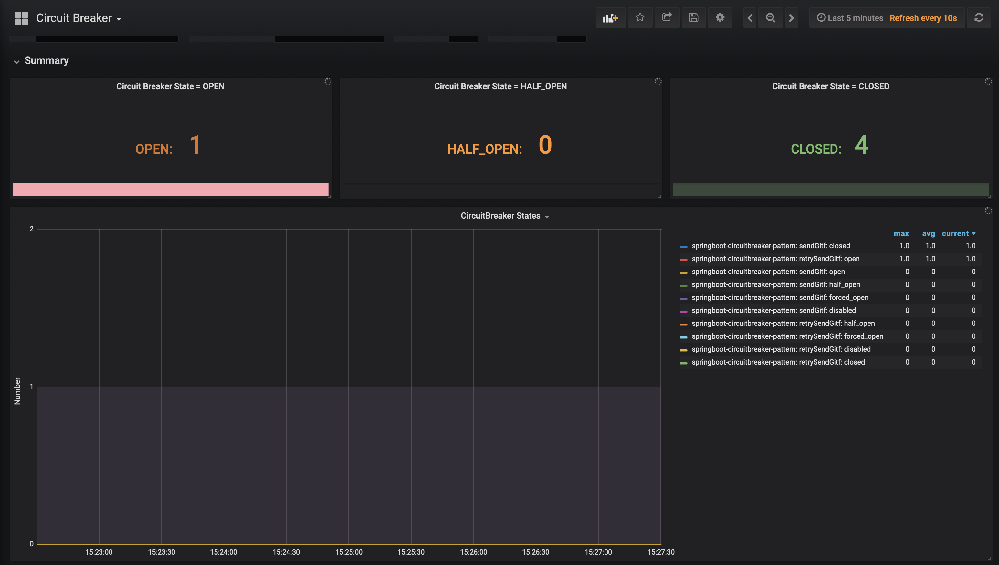 Circuit Breaker
Last 5 minutes Refresh every 10s
Summary
Circuit Breaker State = OPEN
OPEN: 1
Circuit Breaker State = HALF_OPEN
HALF_OPEN: 0
Circuit Breaker State = CLOSED
CLOSED: 4
CircuitBreaker States
Number
2
1
0
15:23:00 15:23:30 15:24:00 15:24:30 15:25:00 15:25:30 15:26:00 15:26:30 15:27:00 15:27:30
max avg current
springboot-circuitbreaker-pattern: sendGitf: closed 1.0 1.0 1.0
springboot-circuitbreaker-pattern: retrySendGitf: open 1.0 1.0 1.0
springboot-circuitbreaker-pattern: sendGitf: open 0 0 0
springboot-circuitbreaker-pattern: sendGitf: half_open 0 0 0
springboot-circuitbreaker-pattern: sendGitf: forced_open 0 0 0
springboot-circuitbreaker-pattern: sendGitf: disabled 0 0 0
springboot-circuitbreaker-pattern: retrySendGitf: half_open 0 0 0
springboot-circuitbreaker-pattern: retrySendGitf: forced_open 0 0 0
springboot-circuitbreaker-pattern: retrySendGitf: disabled 0 0 0
springboot-circuitbreaker-pattern: retrySendGitf: closed 0 0 0